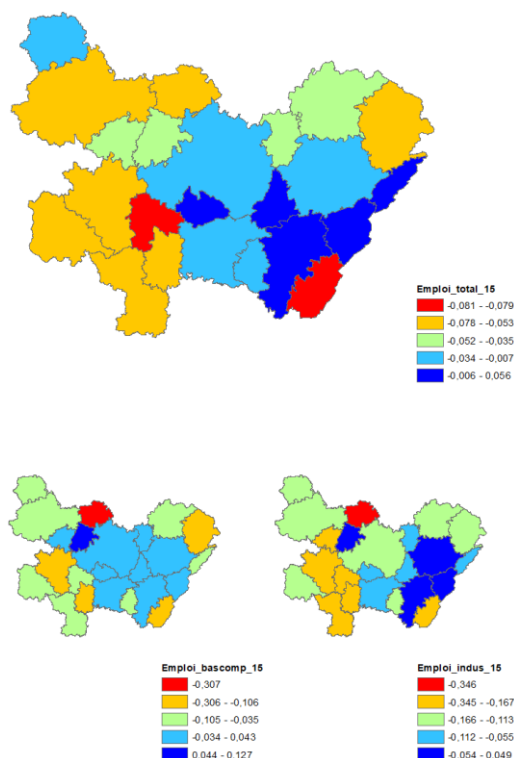 Emploi_total_15
-0,081 - -0,079
-0,078 - -0,053
-0,052 - -0,035
-0,034 - -0,007
-0,006 - 0,056
Emploi_bascomp_15
-0,307
-0,306 - -0,106
-0,105 - -0,035
-0,034 - 0,043
0,044 - 0,127
Emploi_indus_15
-0,346
-0,345 - -0,167
-0,166 - -0,113
-0,112 - -0,055
-0,054 - 0,049